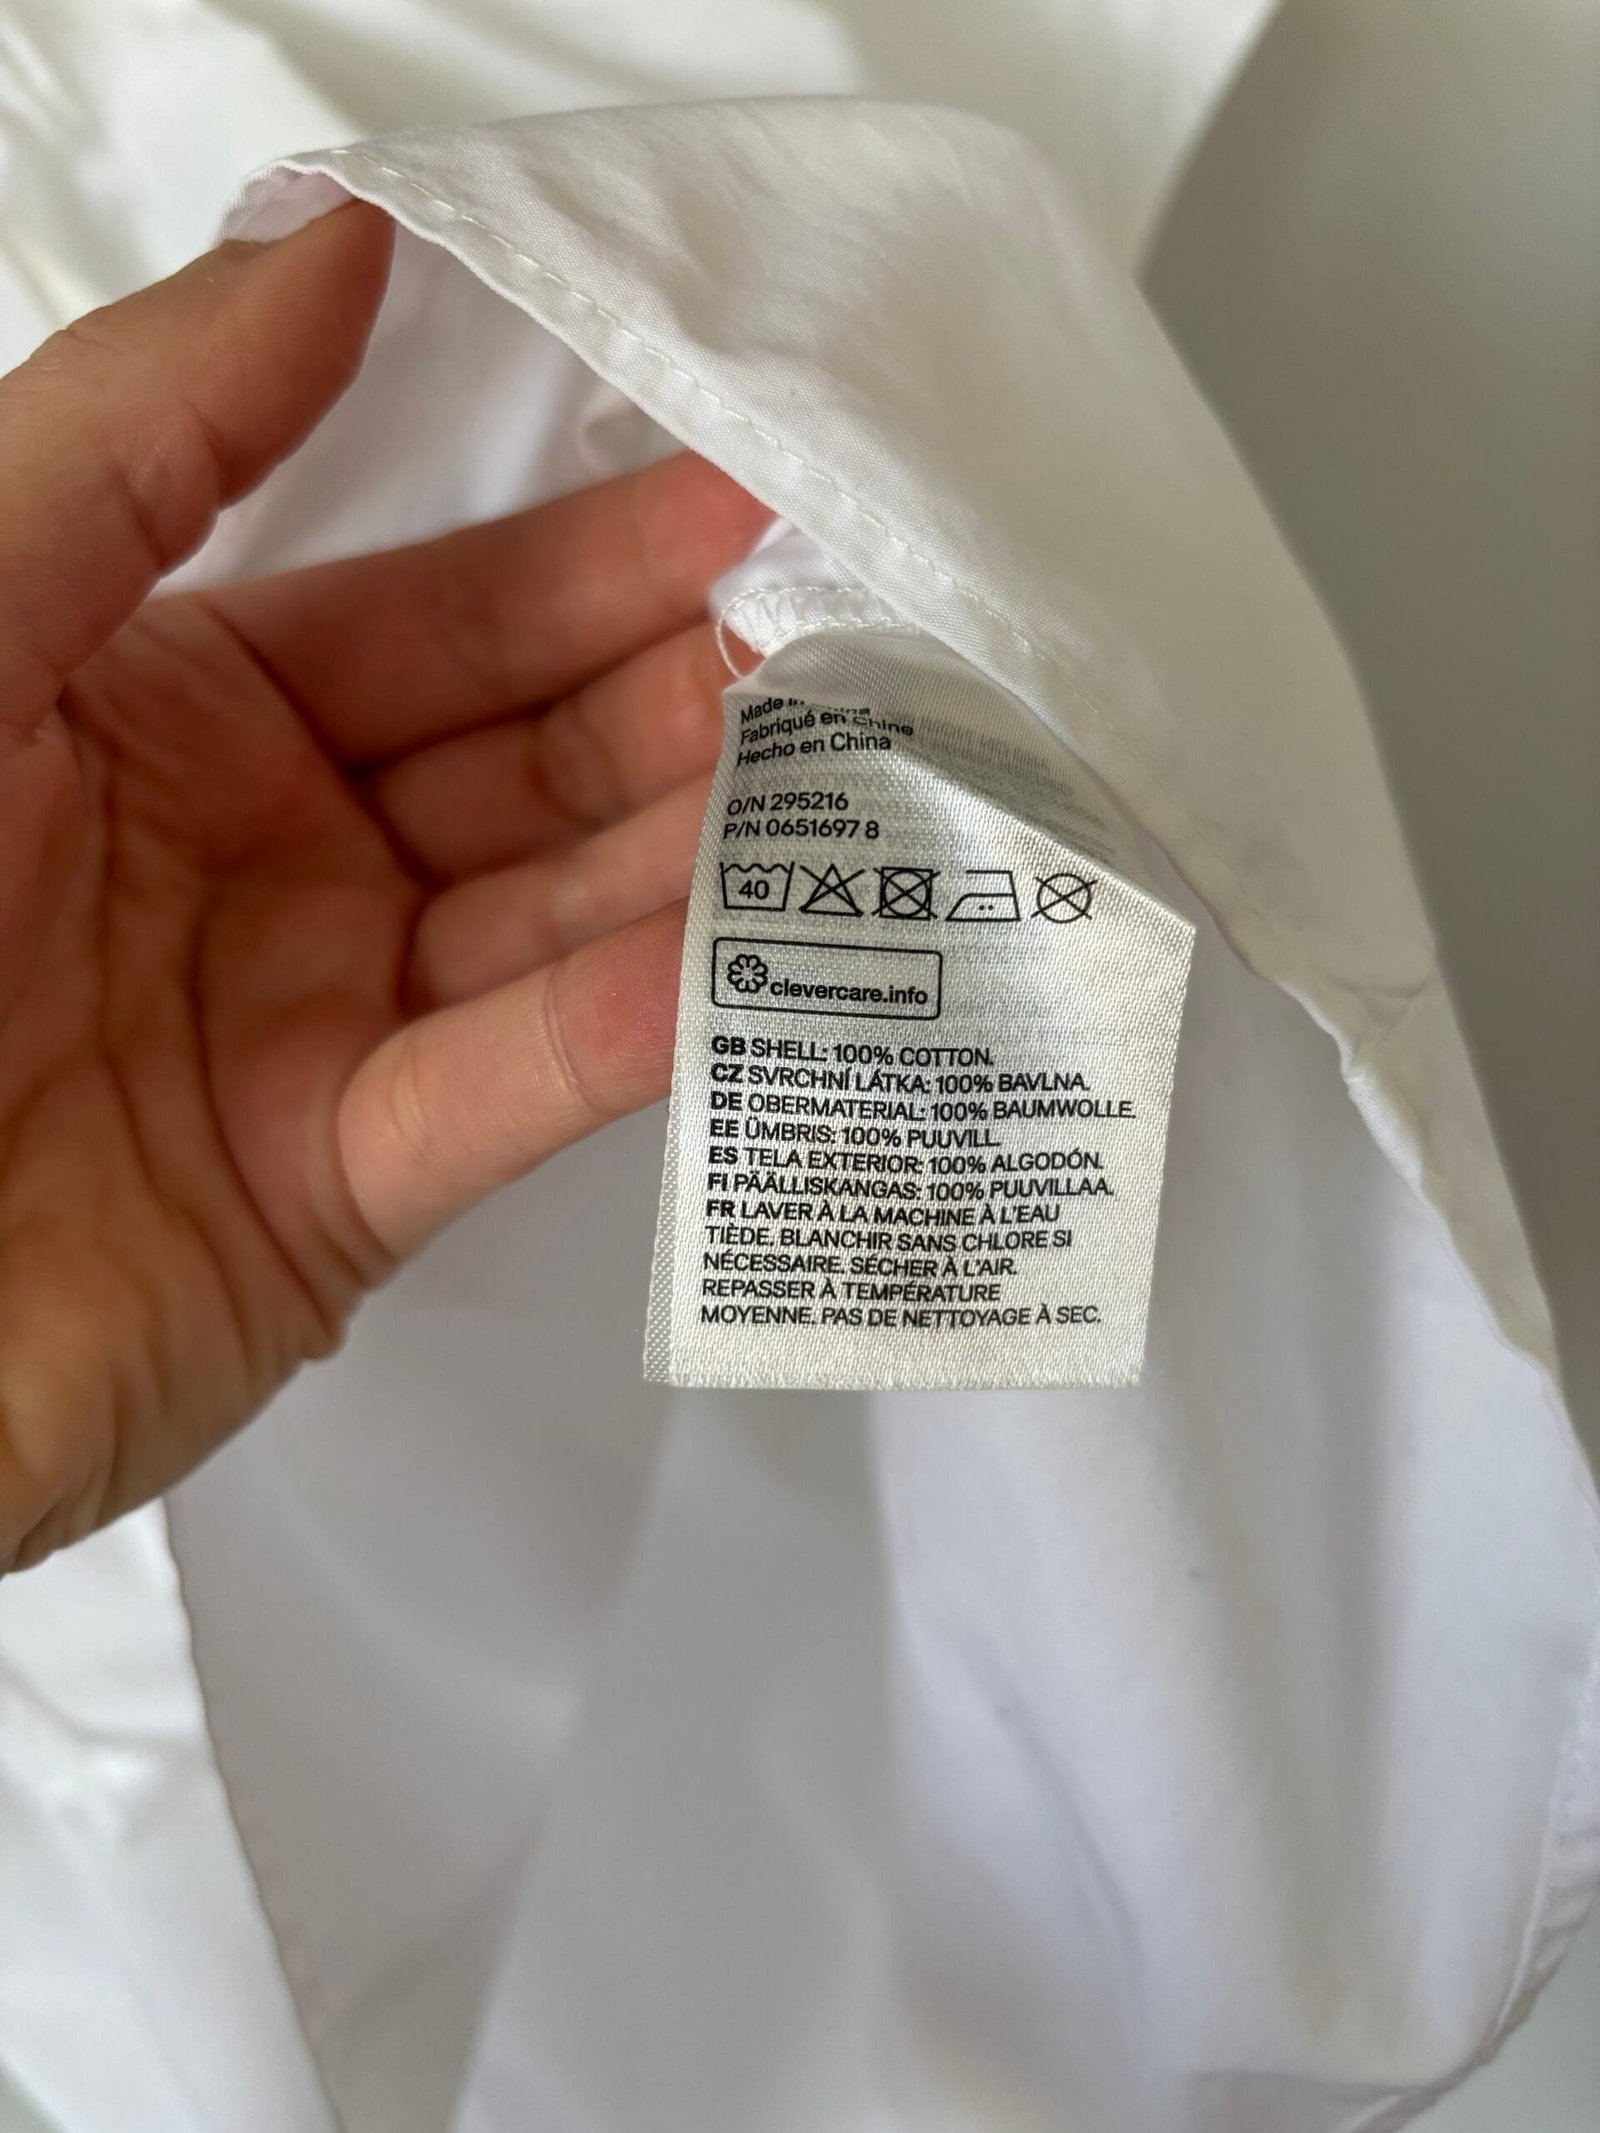 Made
Fabriqué en Chine
Hecho en China
O/N 295216
P/N 0651697 8
40
clevercare.info
GB SHELL: 100% COTTON.
CZ SVRCHNÍ LÁTKA: 100% BAVLNA.
DE OBERMATERIAL: 100% BAUMWOLLE.
EE ÜMBRIS: 100% PUUVILL.
ES TELA EXTERIOR: 100% ALGODÓN.
FI PÄÄLLISKANGAS: 100% PUUVILLAA.
FR LAVER À LA MACHINE À L'EAU
TIÈDE. BLANCHIR SANS CHLORE SI
NÉCESSAIRE. SÉCHER À L'AIR.
REPASSER À TEMPÉRATURE
MOYENNE. PAS DE NETTOYAGE À SEC.